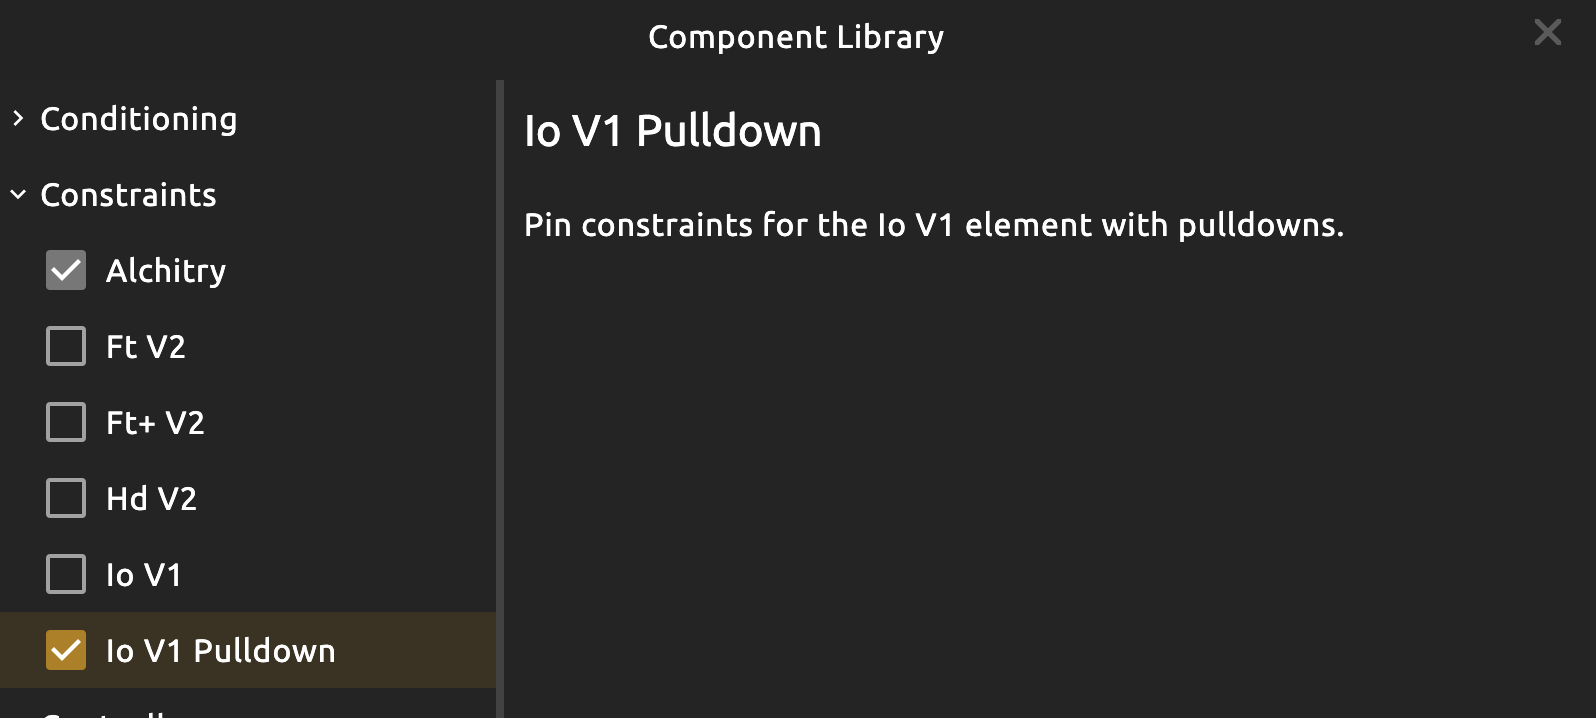 Component Library
Conditioning
Constraints
Alchitry
Ft V2
Ft+ V2
Hd V2
Io V1
Io V1 Pulldown
Io V1 Pulldown
Pin constraints for the Io V1 element with pulldowns.